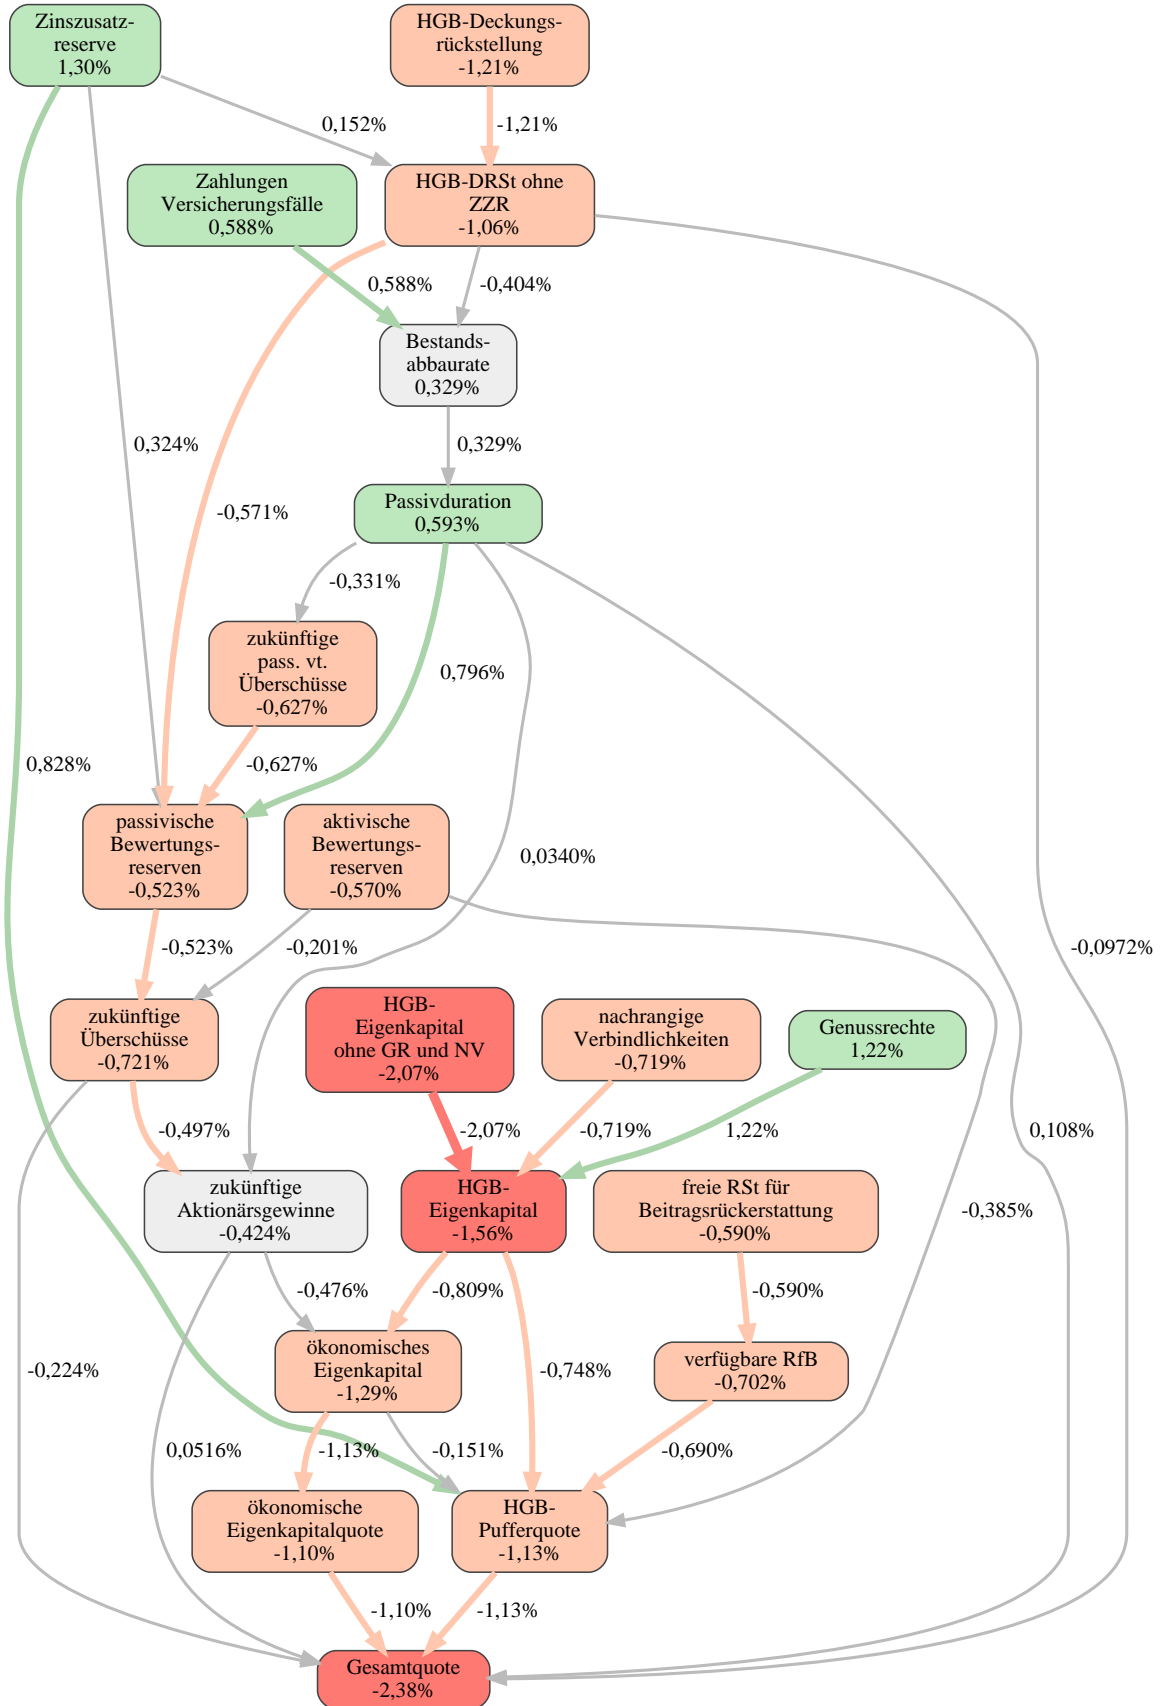 Zinszusatz-
reserve
1,30%
HGB-Deckungs-
rückstellung
-1,21%
0,152%
-1,21%
Zahlungen
Versicherungsfälle
0,588%
HGB-DRSt ohne
ZZR
-1,06%
0,588%
-0,404%
Bestands-
abbaurate
0,329%
0,324%
0,329%
-0,571%
Passivduration
0,593%
-0,331%
zukünftige
pass. vt.
Überschüsse
-0,627%
0,796%
0,828%
-0,627%
passivische
Bewertungs-
reserven
-0,523%
aktivische
Bewertungs-
reserven
-0,570%
0,0340%
-0,523%
-0,201%
-0,0972%
zukünftige
Überschüsse
-0,721%
HGB-
Eigenkapital
ohne GR und NV
-2,07%
nachrangige
Verbindlichkeiten
-0,719%
Genussrechte
1,22%
-0,497%
-2,07%
-0,719%
1,22%
0,108%
zukünftige
Aktionärsgewinne
-0,424%
HGB-
Eigenkapital
-1,56%
freie RSt für
Beitragsrückerstattung
-0,590%
-0,385%
-0,476%
-0,809%
-0,590%
-0,224%
ökonomisches
Eigenkapital
-1,29%
-0,748%
verfügbare RfB
-0,702%
0,0516%
-1,13%
-0,151%
-0,690%
ökonomische
Eigenkapitalquote
-1,10%
HGB-
Pufferquote
-1,13%
-1,10%
-1,13%
Gesamtquote
-2,38%